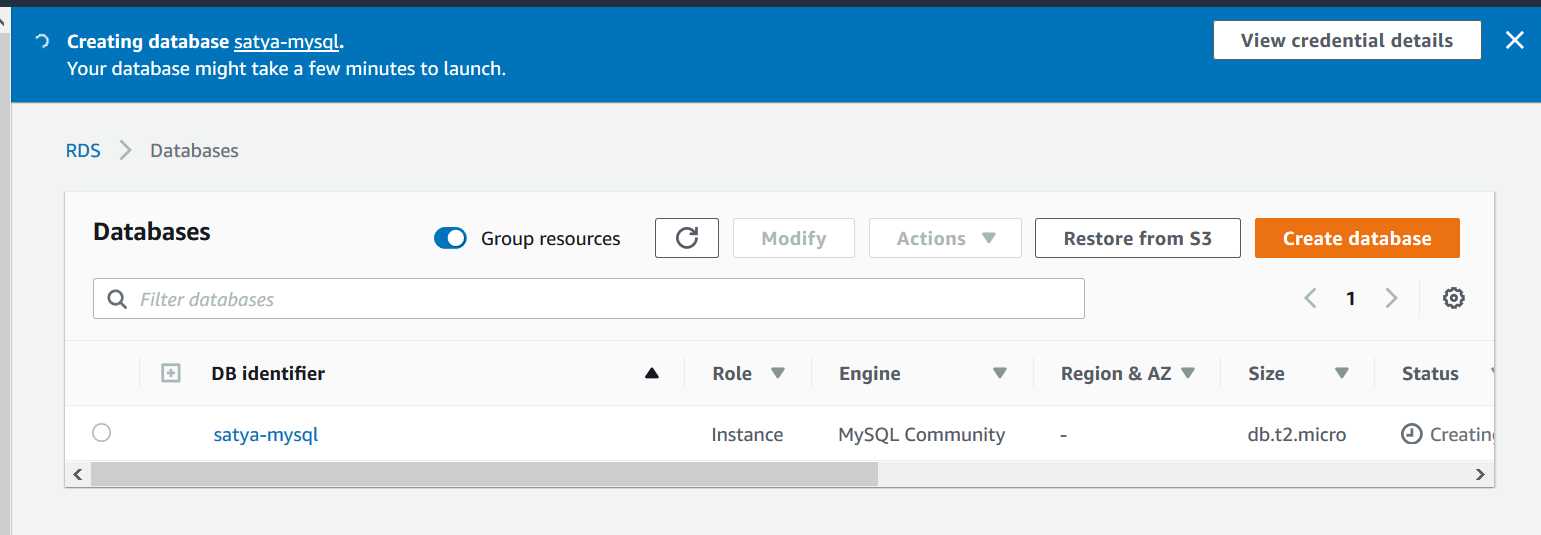 Creating database satya-mysql.
Your database might take a few minutes to launch.
View credential details
RDS > Databases
Databases
Group resources
Modify
Actions
Restore from S3
Create database
Filter databases
1
DB identifier Role Engine Region & AZ Size Status
satya-mysql Instance MySQL Community - db.t2.micro Creating